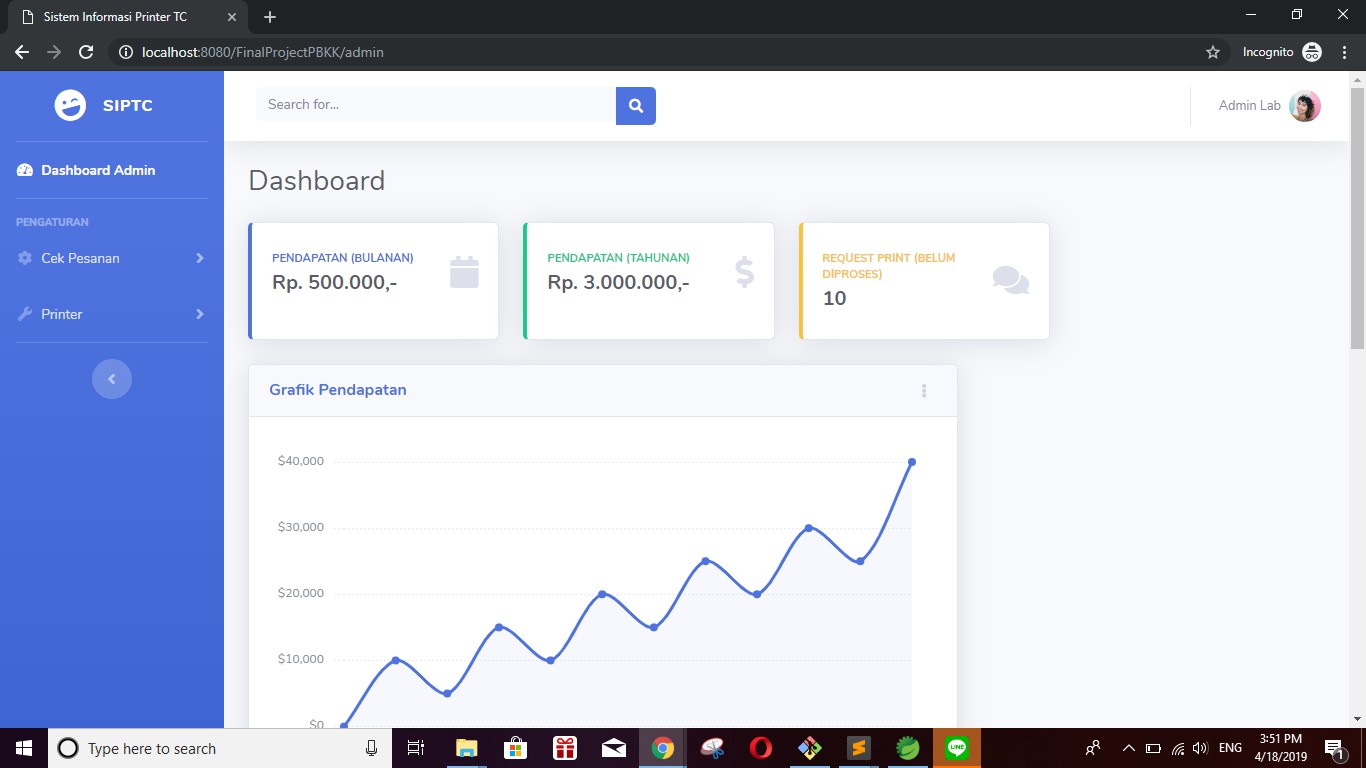 Sistem Informasi Printer TC
localhost:8080/FinalProjectPBKK/admin
Incognito
SIPTC
Search for...
Admin Lab
Dashboard Admin
PENGATURAN
Cek Pesanan
Printer
Dashboard
PENDAPATAN (BULANAN)
Rp. 500.000,-
PENDAPATAN (TAHUNAN)
Rp. 3.000.000,-
REQUEST PRINT (BELUM
DIPROSES)
10
Grafik Pendapatan
$40,000
$30,000
$20,000
$10,000
$0
Type here to search
LINE
ENG
3:51 PM
4/18/2019
1